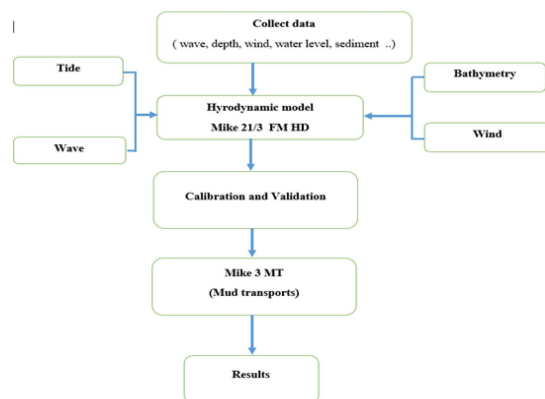 Collect data
( wave, depth, wind, water level, sediment ..)
Tide
Bathymetry
Hyrodynamic model
Mike 21/3 FM HD
Wave
Wind
Calibration and Validation
Mike 3 MT
(Mud transports)
Results